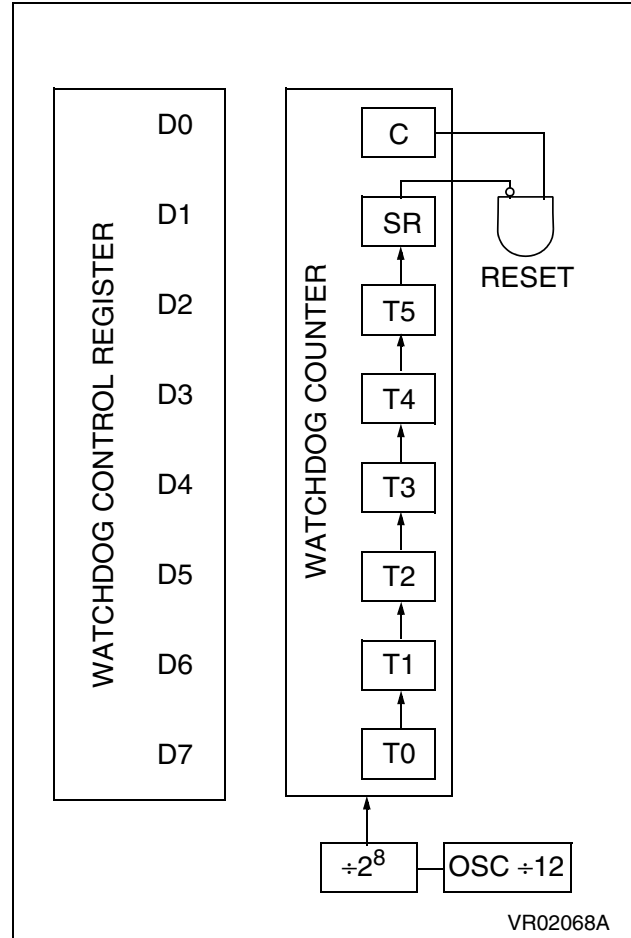 WATCHDOG CONTROL REGISTER
D0
D1
D2
D3
D4
D5
D6
D7
WATCHDOG COUNTER
C
SR
T5
T4
T3
T2
T1
T0
RESET
÷2⁸
OSC ÷12
VR02068A